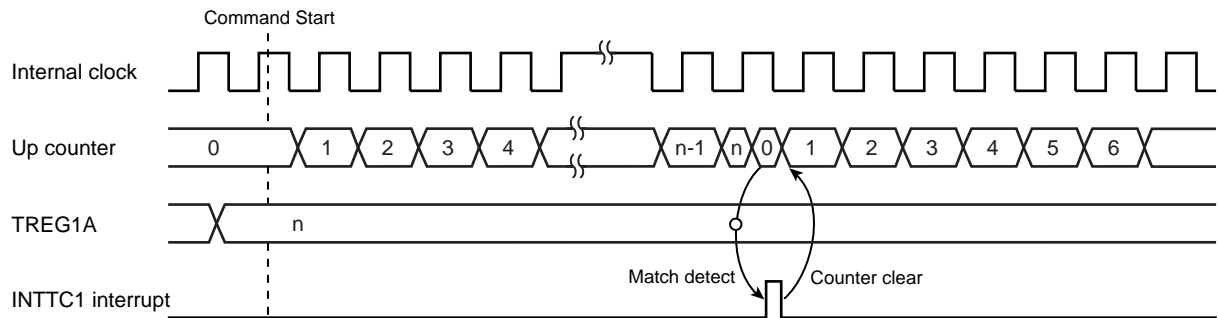 Command Start
Internal clock
Up counter 0 1 2 3 4 n-1 n 0 1 2 3 4 5 6
TREG1A n
Match detect Counter clear
INTTC1 interrupt